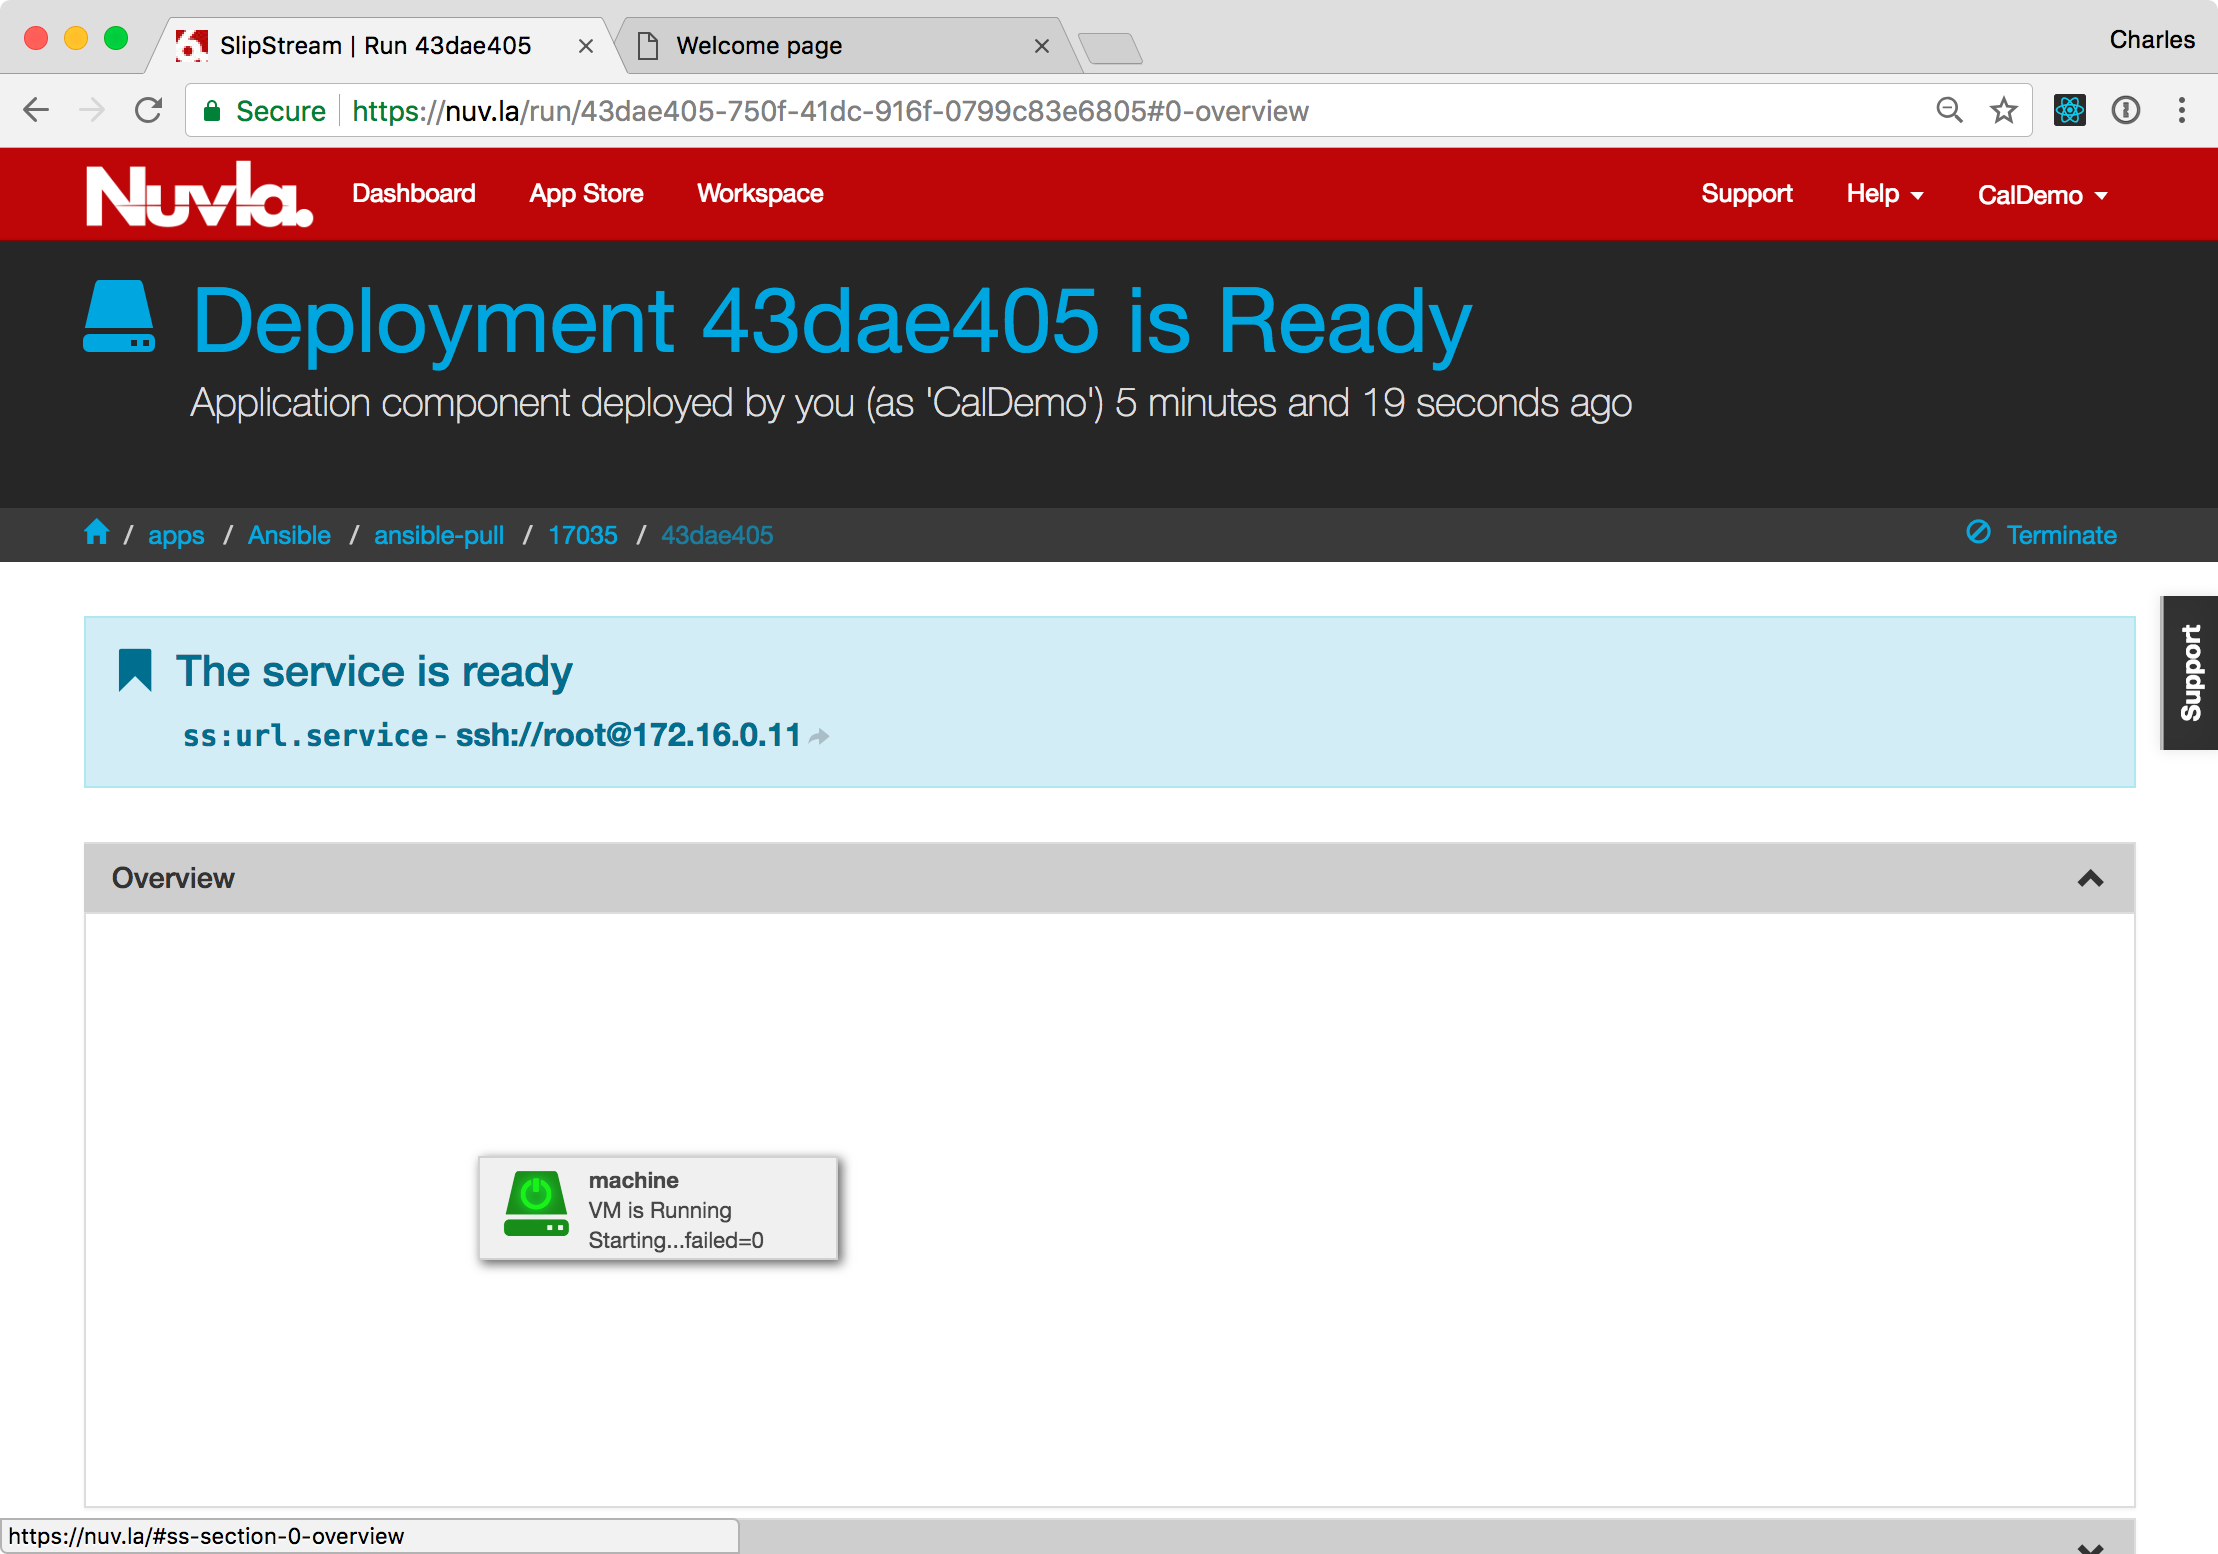 SlipStream | Run 43dae405
Welcome page
Charles
Secure
https://nuv.la/run/43dae405-750f-41dc-916f-0799c83e6805#0-overview
Nuvla.
Dashboard
App Store
Workspace
Support
Help
CalDemo
Deployment 43dae405 is Ready
Application component deployed by you (as 'CalDemo') 5 minutes and 19 seconds ago
/ apps / Ansible / ansible-pull / 17035 / 43dae405
Terminate
The service is ready
ss:url.service - ssh://root@172.16.0.11
Support
Overview
machine
VM is Running
Starting...failed=0
https://nuv.la/#ss-section-0-overview